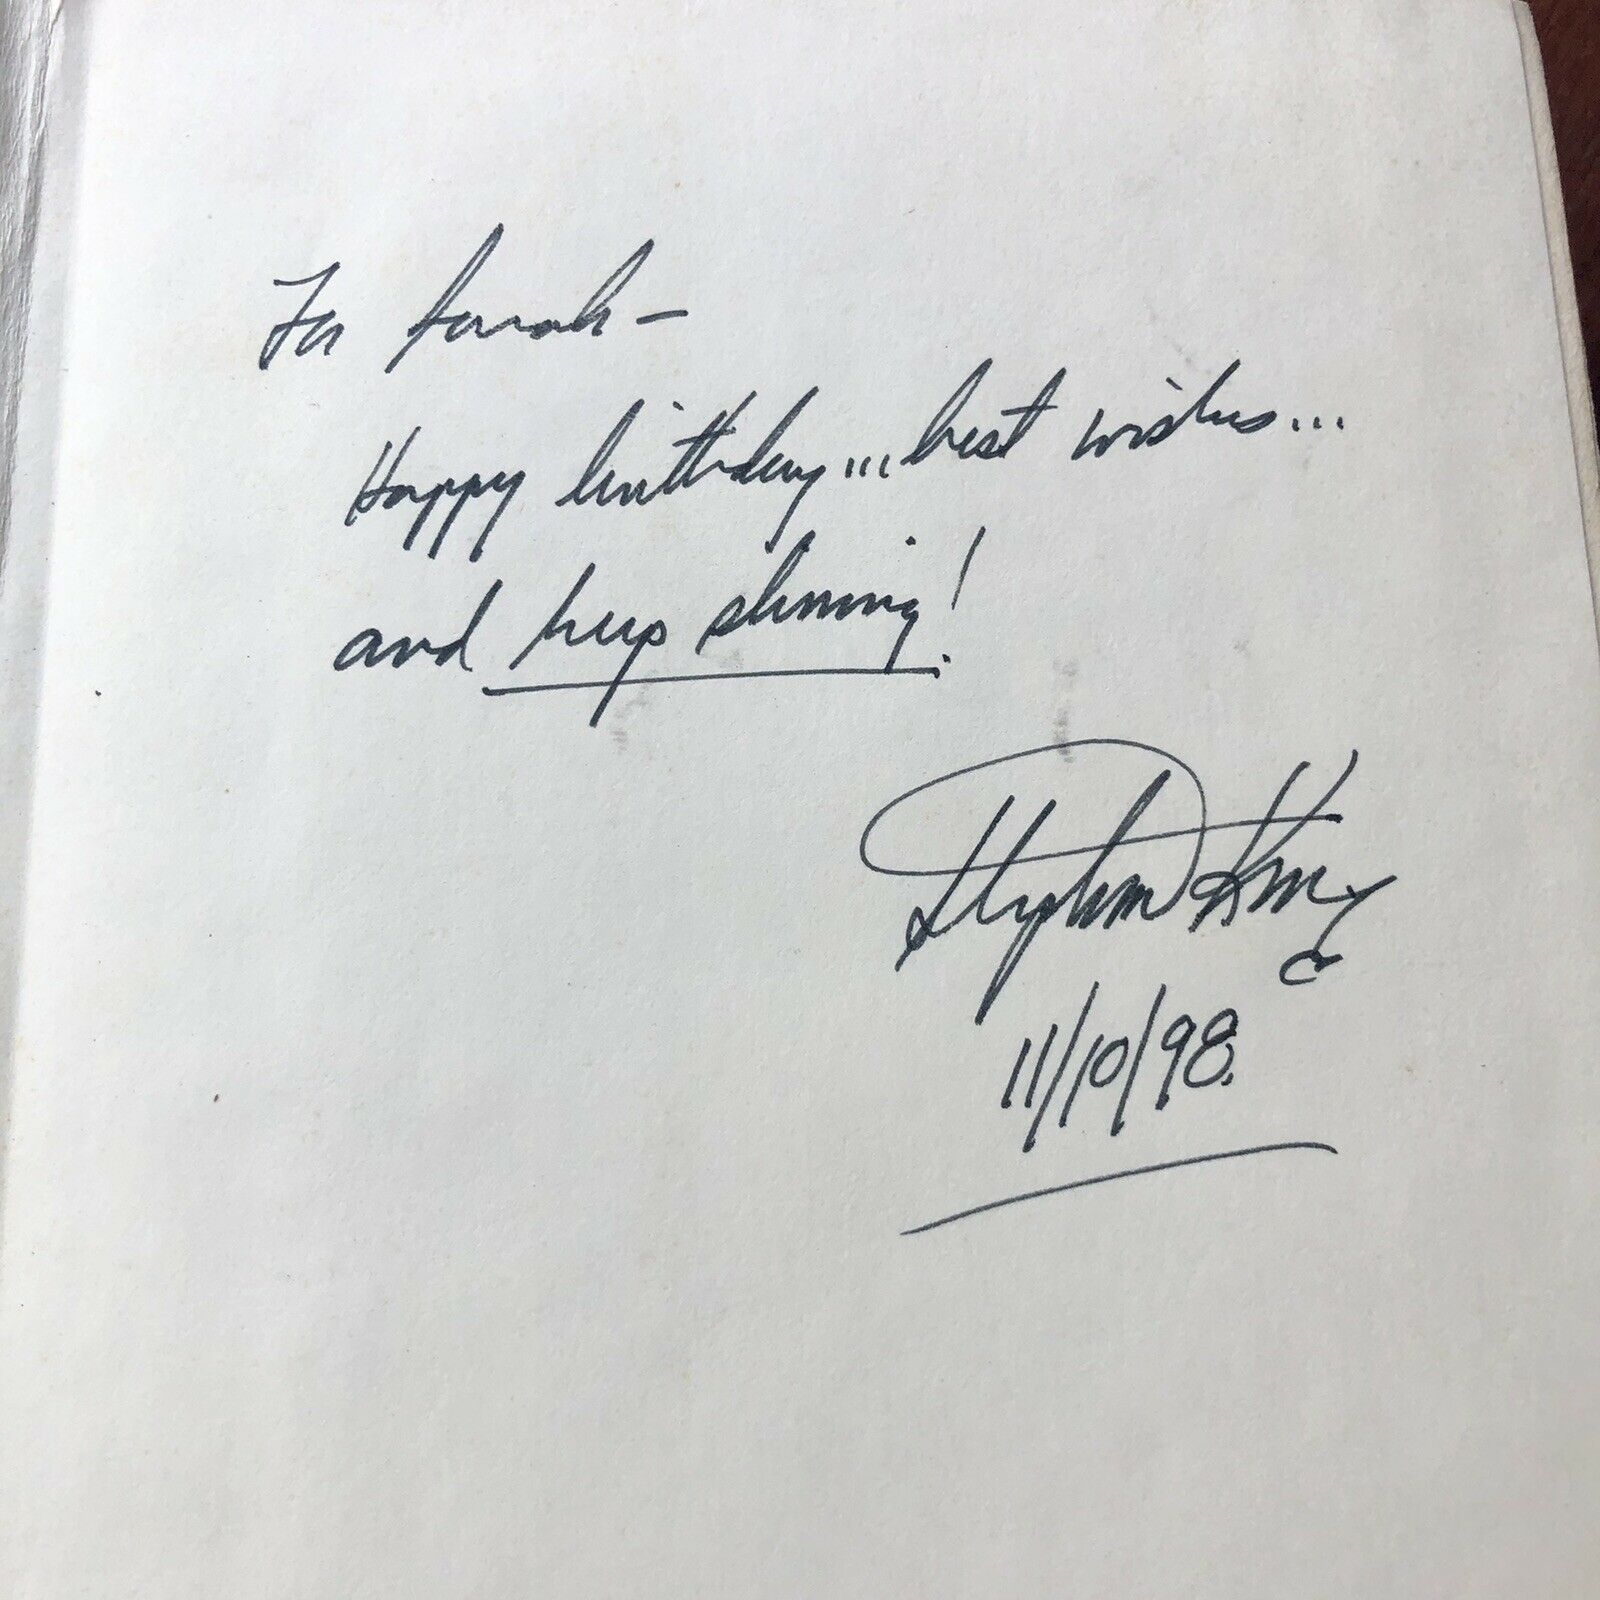 For Sarah—
Happy birthday...best wishes...
and keep shining!
Stephen King
11/10/98.